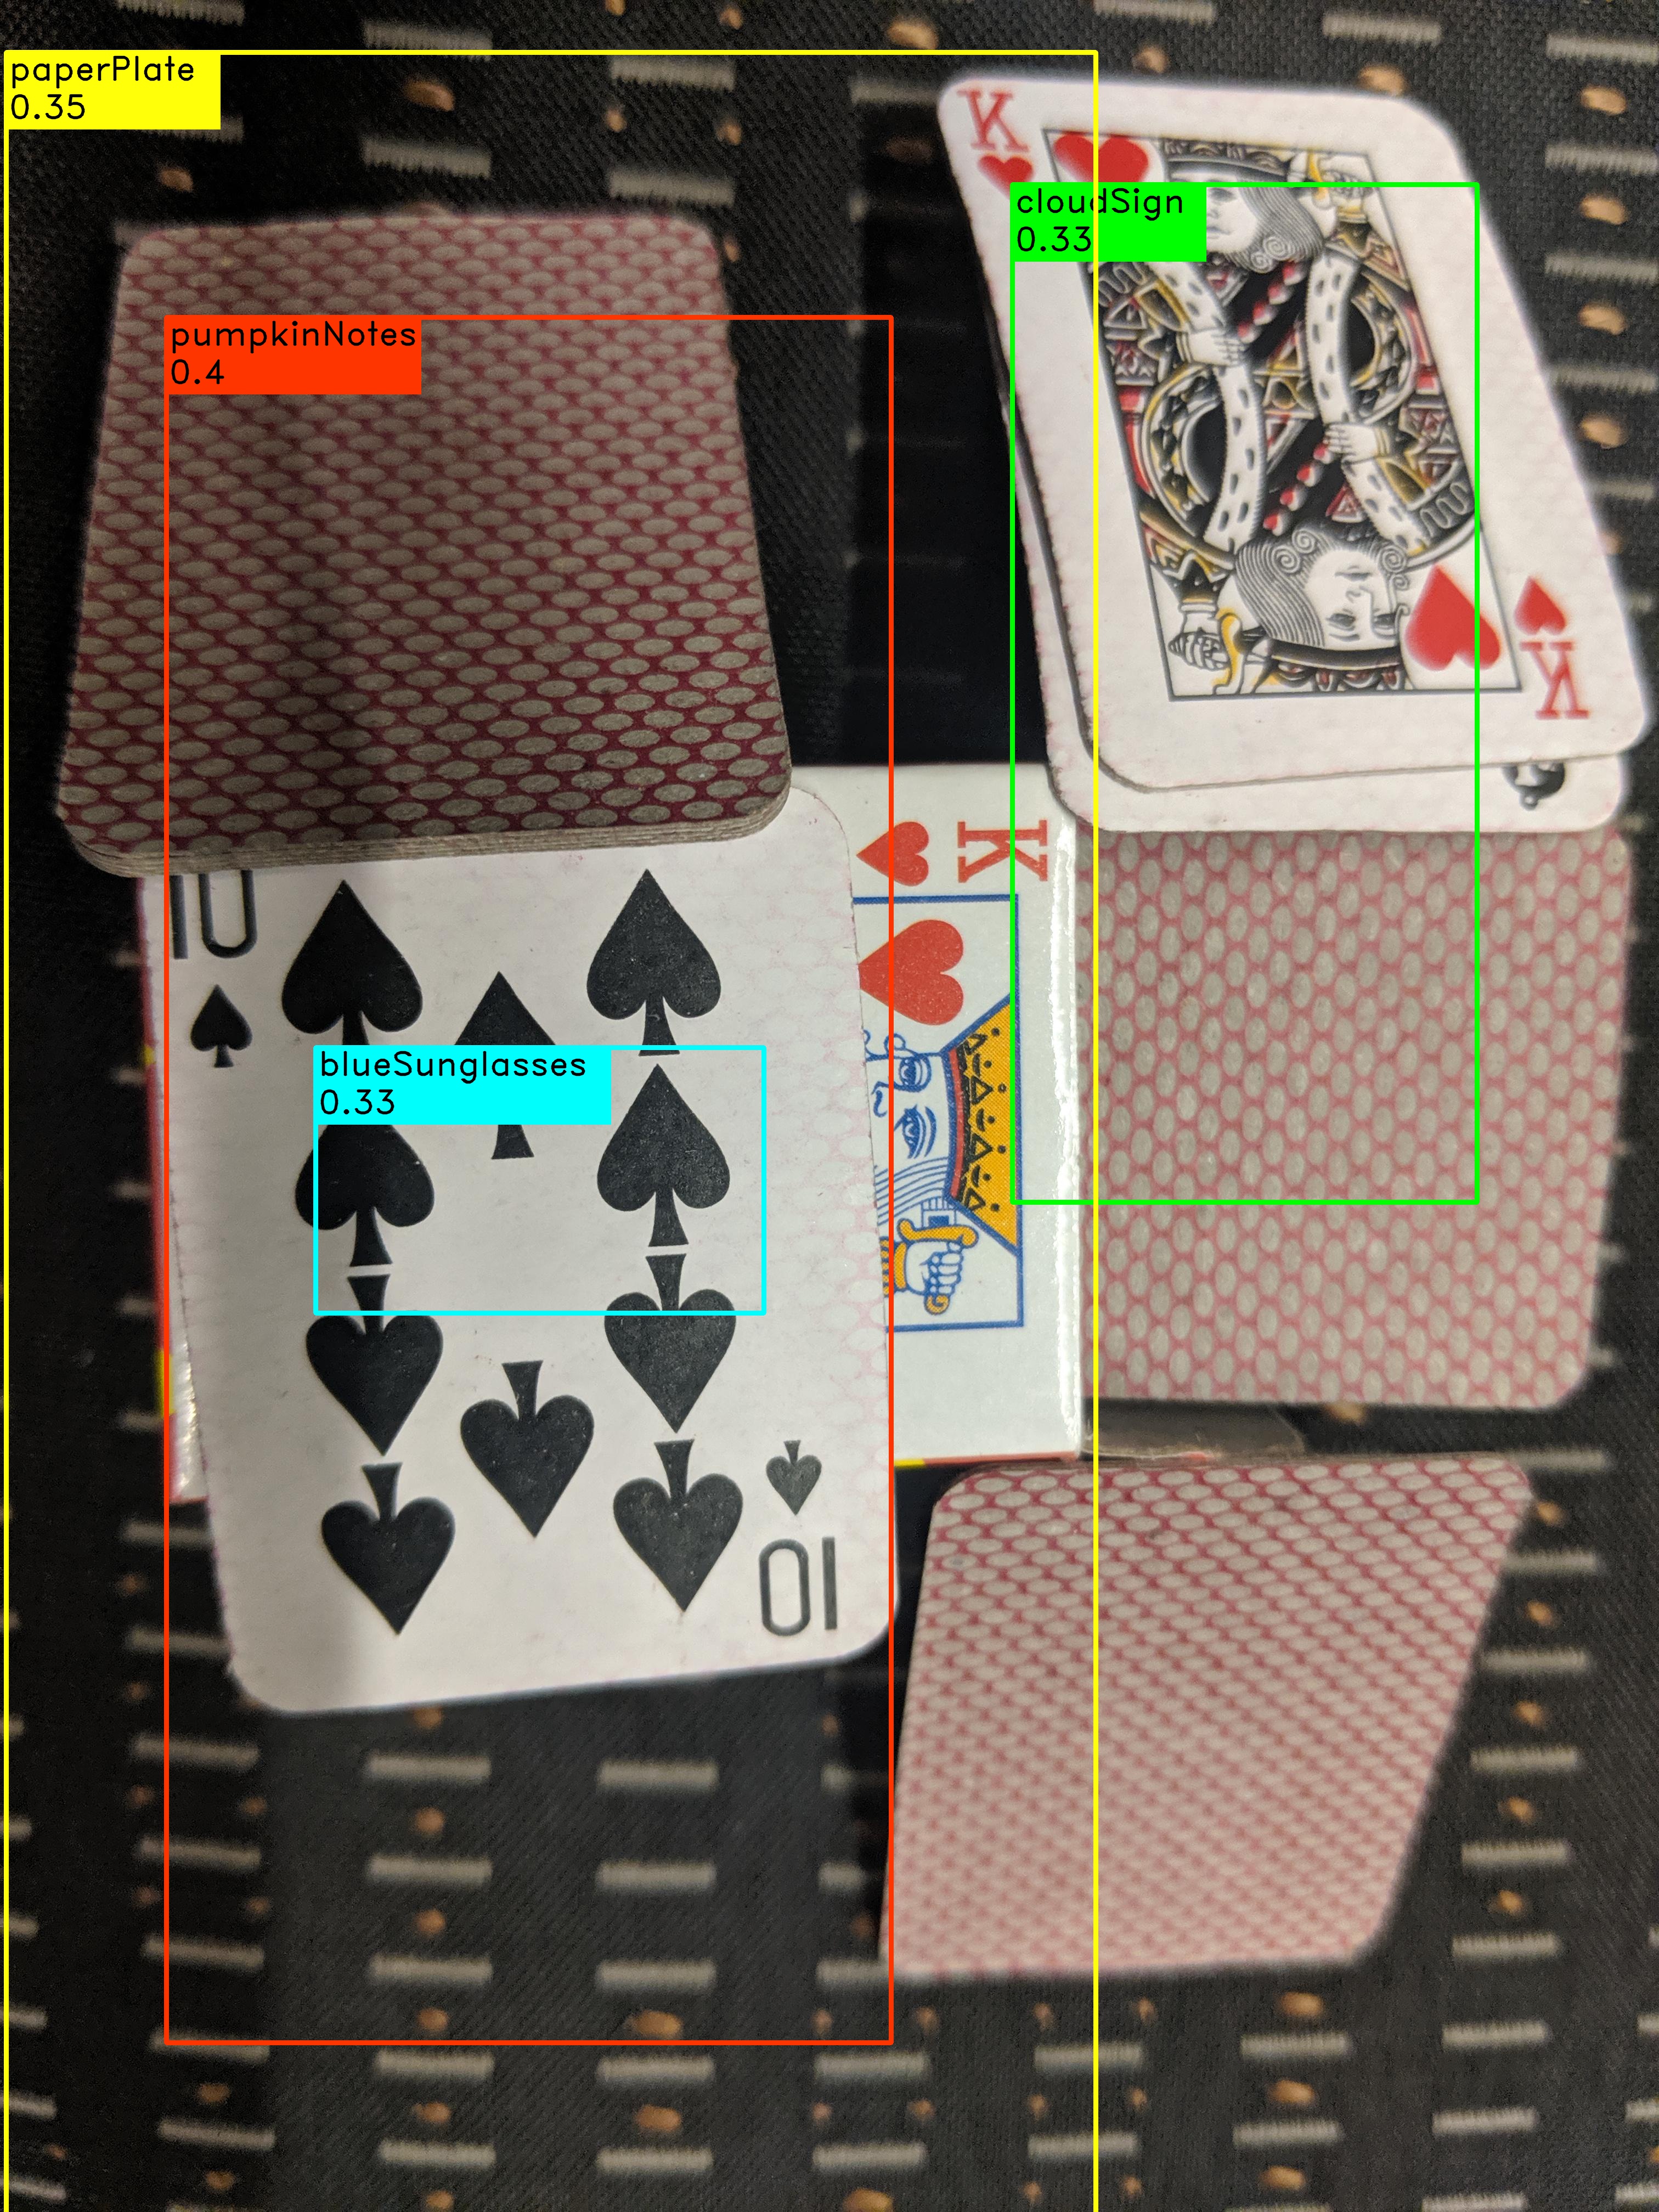 paperPlate
0.35
K
cloudSign
0.33
pumpkinNotes
0.4
K
K
10
blueSunglasses
0.33
10